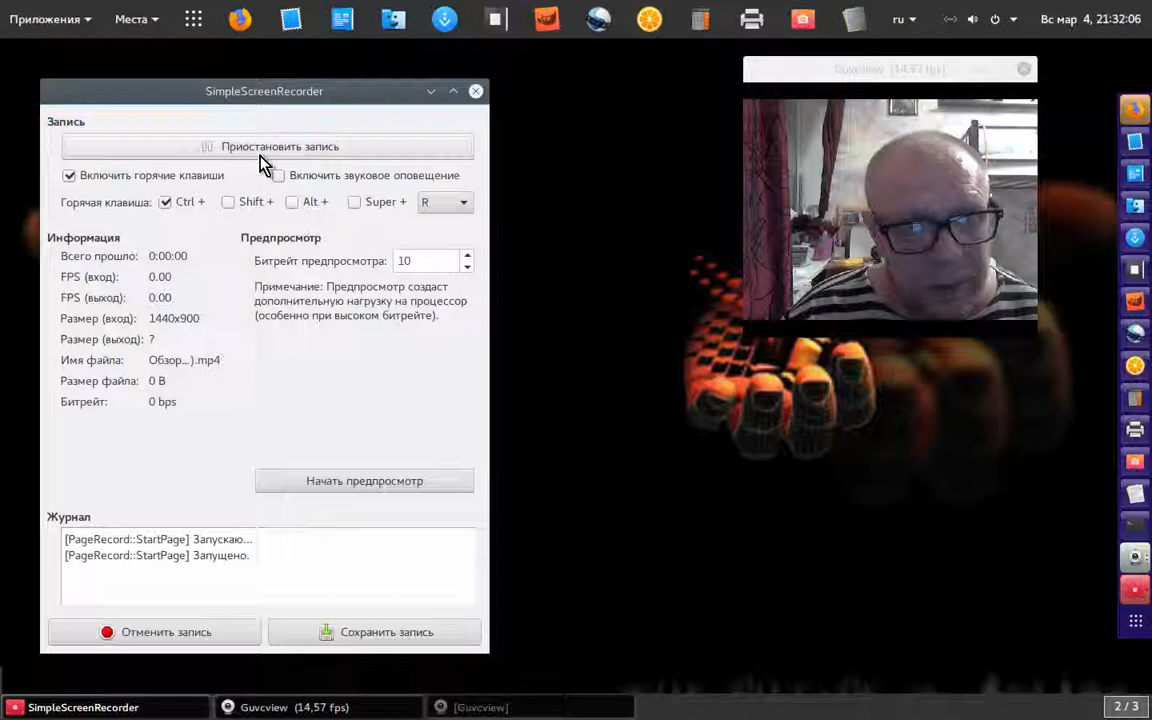 Приложения
Места
ru
Вс мар 4, 21:32:06
Guvcview (14,57 fps)
SimpleScreenRecorder
Запись
Приостановить запись
Включить горячие клавиши
Включить звуковое оповещение
Горячая клавиша:
Ctrl +
Shift +
Alt +
Super +
R
Информация
Всего прошло: 0:00:00
FPS (вход): 0.00
FPS (выход): 0.00
Размер (вход): 1440x900
Размер (выход): ?
Имя файла: Обзор...).mp4
Размер файла: 0 B
Битрейт: 0 bps
Предпросмотр
Битрейт предпросмотра: 10
Примечание: Предпросмотр создаст
дополнительную нагрузку на процессор
(особенно при высоком битрейте).
Начать предпросмотр
Журнал
[PageRecord::StartPage] Запускаю...
[PageRecord::StartPage] Запущено.
Отменить запись
Сохранить запись
SimpleScreenRecorder
Guvcview (14,57 fps)
[Guvcview]
2 / 3